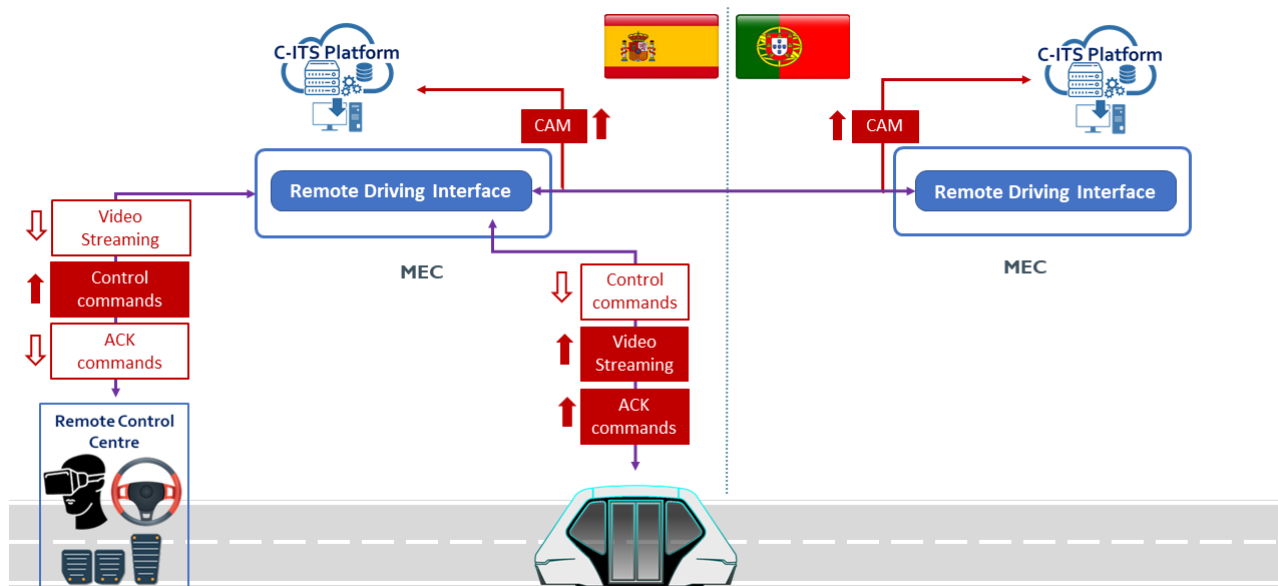 C-ITS Platform
C-ITS Platform
CAM
CAM
Remote Driving Interface
Remote Driving Interface
Video
Streaming
Control
commands
ACK
commands
MEC
MEC
Control
commands
Video
Streaming
ACK
commands
Remote Control
Centre